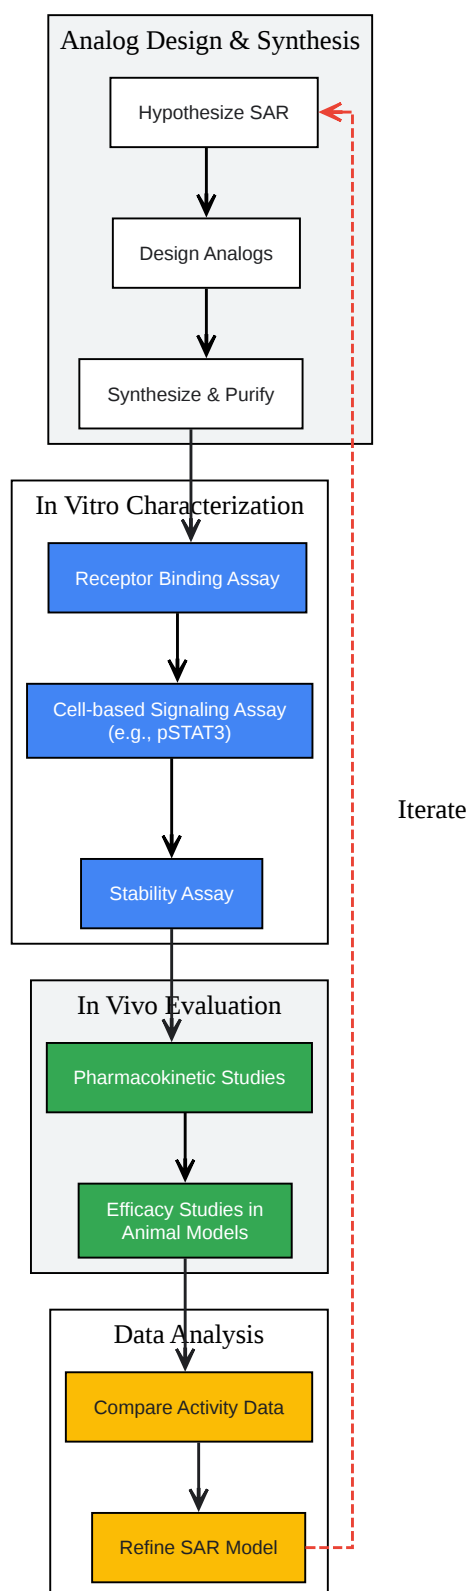 Analog Design & Synthesis
Hypothesize SAR
Design Analogs
Synthesize & Purify
In Vitro Characterization
Receptor Binding Assay
Cell-based Signaling Assay
(e.g., pSTAT3)
Iterate
Stability Assay
In Vivo Evaluation
Pharmacokinetic Studies
Efficacy Studies in
Animal Models
Data Analysis
Compare Activity Data
Refine SAR Model